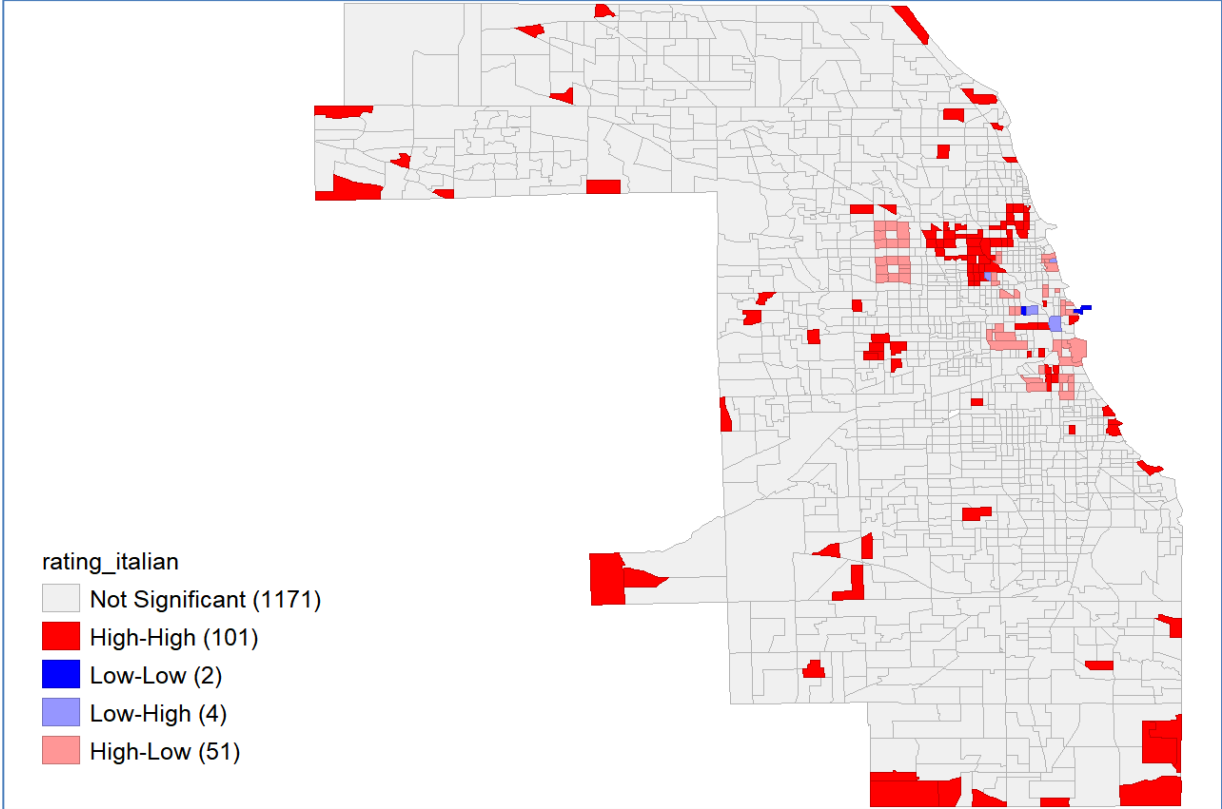 rating_italian
Not Significant (1171)
High-High (101)
Low-Low (2)
Low-High (4)
High-Low (51)